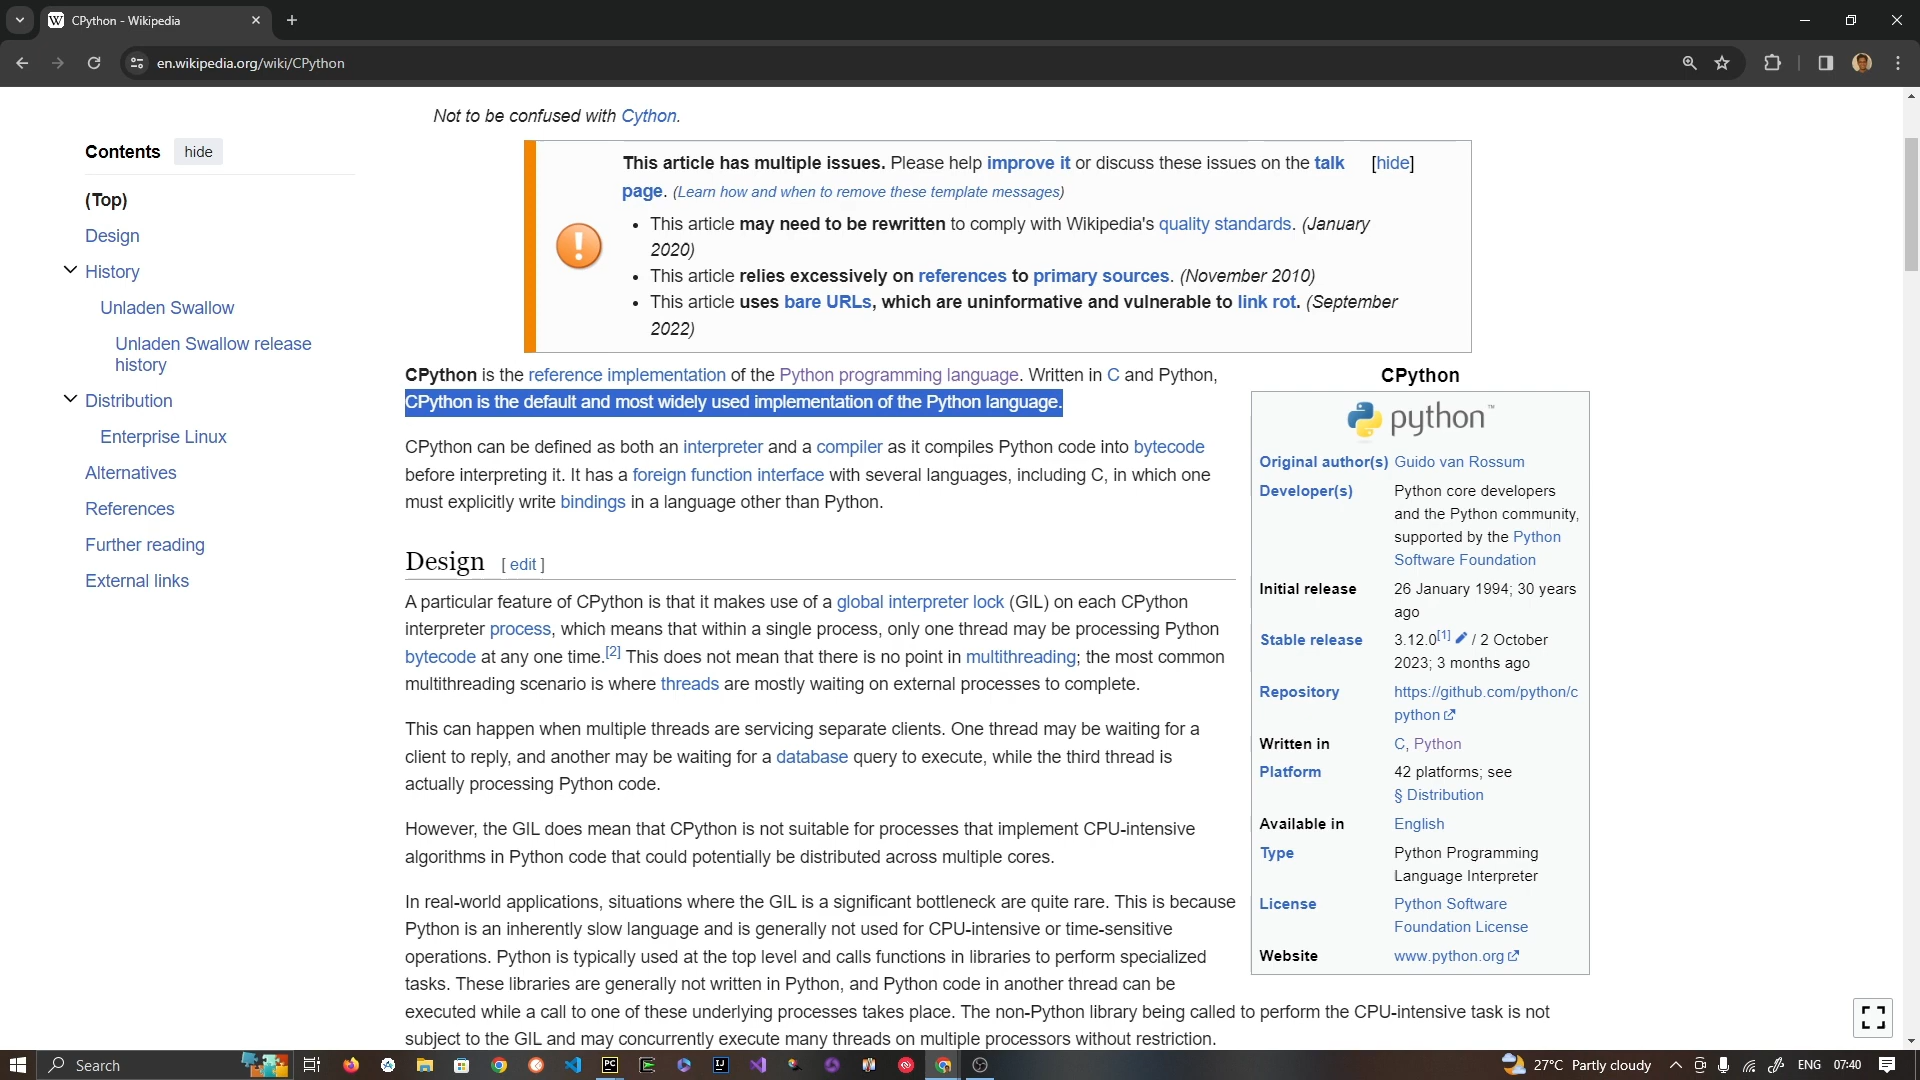 CPython - Wikipedia
en.wikipedia.org/wiki/CPython
Not to be confused with Cython.
Contents hide
(Top)
Design
History
Unladen Swallow
Unladen Swallow release
history
Distribution
Enterprise Linux
Alternatives
References
Further reading
External links
This article has multiple issues. Please help improve it or discuss these issues on the talk [hide]
page. (Learn how and when to remove these template messages)
• This article may need to be rewritten to comply with Wikipedia's quality standards. (January
2020)
• This article relies excessively on references to primary sources. (November 2010)
• This article uses bare URLs, which are uninformative and vulnerable to link rot. (September
2022)
CPython is the reference implementation of the Python programming language. Written in C and Python,
CPython is the default and most widely used implementation of the Python language.
CPython can be defined as both an interpreter and a compiler as it compiles Python code into bytecode
before interpreting it. It has a foreign function interface with several languages, including C, in which one
must explicitly write bindings in a language other than Python.
Design [ edit ]
A particular feature of CPython is that it makes use of a global interpreter lock (GIL) on each CPython
interpreter process, which means that within a single process, only one thread may be processing Python
bytecode at any one time.[2] This does not mean that there is no point in multithreading; the most common
multithreading scenario is where threads are mostly waiting on external processes to complete.
This can happen when multiple threads are servicing separate clients. One thread may be waiting for a
client to reply, and another may be waiting for a database query to execute, while the third thread is
actually processing Python code.
However, the GIL does mean that CPython is not suitable for processes that implement CPU-intensive
algorithms in Python code that could potentially be distributed across multiple cores.
In real-world applications, situations where the GIL is a significant bottleneck are quite rare. This is because
Python is an inherently slow language and is generally not used for CPU-intensive or time-sensitive
operations. Python is typically used at the top level and calls functions in libraries to perform specialized
tasks. These libraries are generally not written in Python, and Python code in another thread can be
executed while a call to one of these underlying processes takes place. The non-Python library being called to perform the CPU-intensive task is not
subject to the GIL and may concurrently execute many threads on multiple processors without restriction.
CPython
python™
Original author(s) Guido van Rossum
Developer(s) Python core developers
and the Python community,
supported by the Python
Software Foundation
Initial release 26 January 1994; 30 years
ago
Stable release 3.12.0[1] / 2 October
2023; 3 months ago
Repository https://github.com/python/c
python
Written in C, Python
Platform 42 platforms; see
§ Distribution
Available in English
Type Python Programming
Language Interpreter
License Python Software
Foundation License
Website www.python.org
Search
27°C Partly cloudy
ENG 07:40